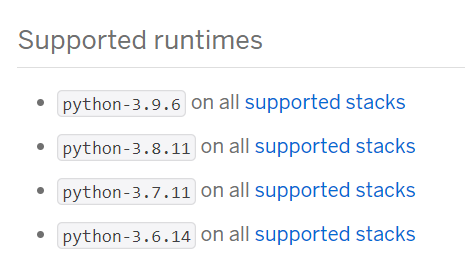 Supported runtimes
python-3.9.6 on all supported stacks
python-3.8.11 on all supported stacks
python-3.7.11 on all supported stacks
python-3.6.14 on all supported stacks